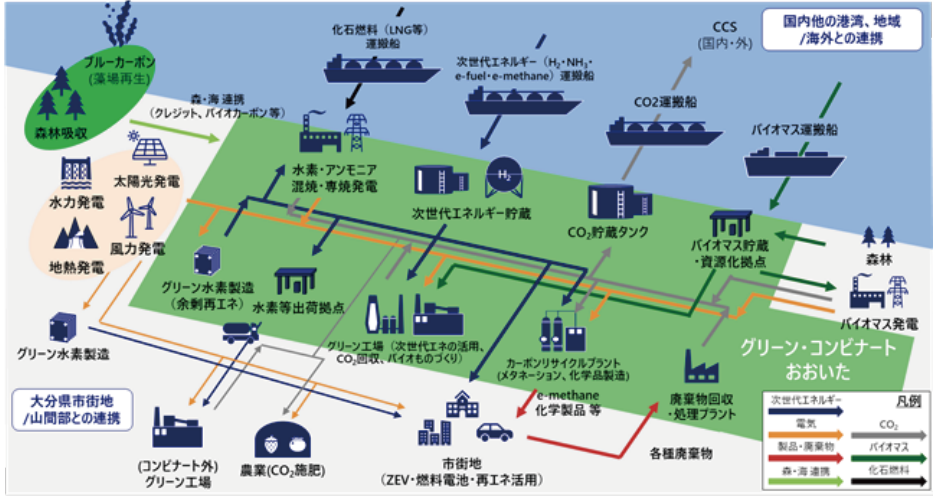 ブルーカーボン
(藻場再生)
森林吸収
森・海 連携
(クレジット、バイオカーボン 等)
化石燃料（LNG等）
運搬船
次世代エネルギー（H₂・NH₃・
e-fuel・e-methane）運搬船
CCS
(国内・外)
国内他の港湾、地域
/海外との連携
CO2運搬船
バイオマス運搬船
水力発電
太陽光発電
地熱発電
風力発電
水素・アンモニア
混焼・専焼発電
次世代エネルギー貯蔵
H₂
CO₂貯蔵タンク
バイオマス貯蔵
・資源化拠点
森林
バイオマス発電
グリーン水素製造
(余剰再エネ)
水素等出荷拠点
グリーン工場（次世代エネの活用、
CO₂回収、バイオものづくり）
カーボンリサイクルプラント
(メタネーション、化学品製造)
グリーン・コンビナート
おおいた
グリーン水素製造
e-methane
化学製品 等
廃棄物回収
・処理プラント
大分県市街地
/山間部との連携
(コンビナート外)
グリーン工場
農業(CO₂施肥)
市街地
(ZEV・燃料電池・再エネ活用)
各種廃棄物
凡例
次世代エネルギー
電気
CO₂
製品・廃棄物
バイオマス
森・海 連携
化石燃料